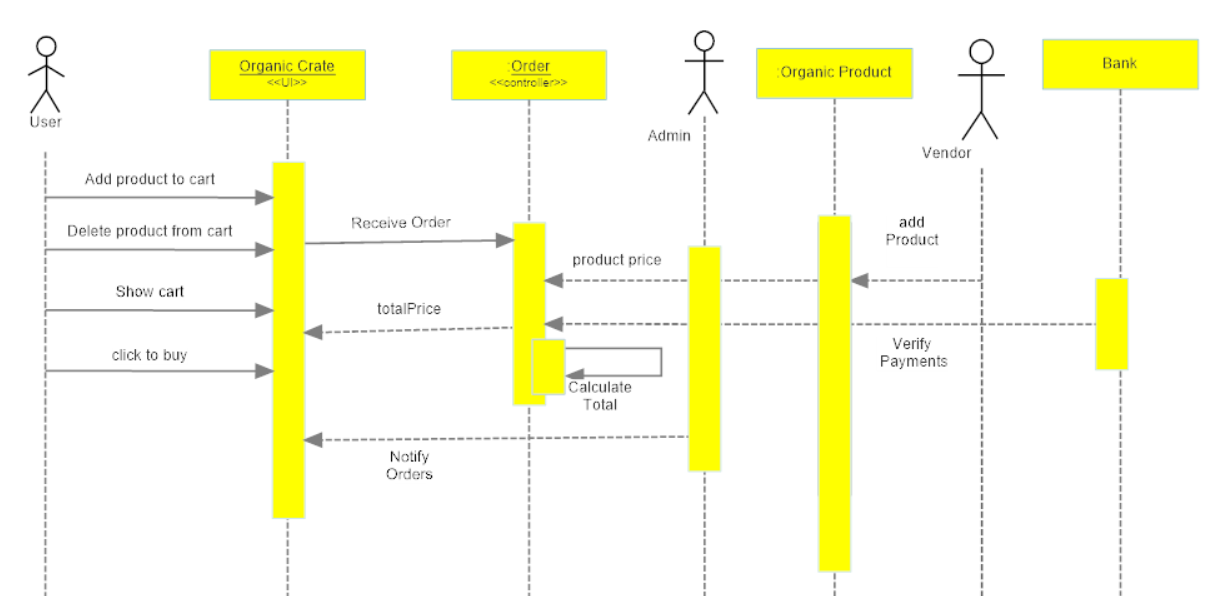 User
Organic Crate
<<UI>>
:Order
<<controller>>
Admin
:Organic Product
Vendor
Bank
Add product to cart
Delete product from cart
Receive Order
add
Product
product price
Show cart
totalPrice
Verify
Payments
click to buy
Calculate
Total
Notify
Orders